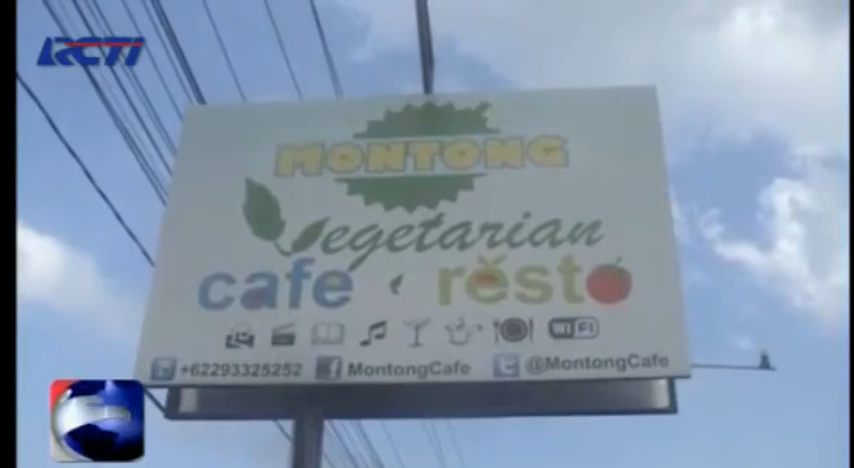 RCTI
MONTONG
Vegetarian
cafe resto
WiFi
+62293325252 MontongCafe @MontongCafe